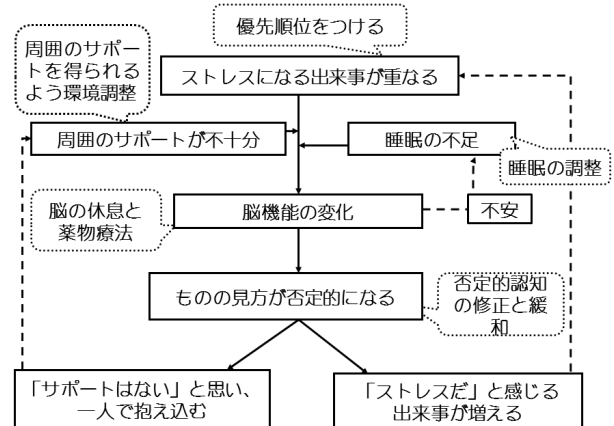 優先順位をつける
周囲のサポー
トを得られる
よう環境調整
ストレスになる出来事が重なる
周囲のサポートが不十分
睡眠の不足
睡眠の調整
脳の休息と
薬物療法
脳機能の変化
不安
ものの見方が否定的になる
否定的認知
の修正と緩
和
「サポートはない」と思い、
一人で抱え込む
「ストレスだ」と感じる
出来事が増える